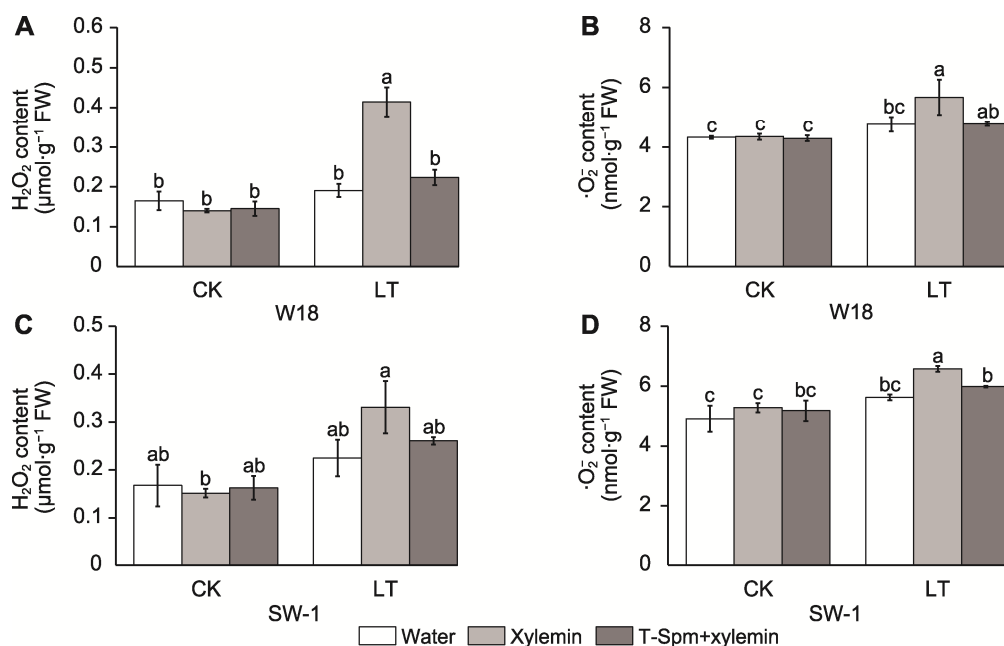 A
H₂O₂ content
(μmol·g⁻¹ FW)
0.6
0.5
0.4
0.3
0.2
0.1
0
b
b
b
b
a
b
CK
LT
W18
B
·O₂⁻ content
(nmol·g⁻¹ FW)
8
6
4
2
0
c
c
c
bc
a
ab
CK
LT
W18
C
H₂O₂ content
(μmol·g⁻¹ FW)
0.5
0.4
0.3
0.2
0.1
0
ab
b
ab
ab
a
ab
CK
LT
SW-1
D
·O₂⁻ content
(nmol·g⁻¹ FW)
8
6
4
2
0
c
c
bc
bc
a
b
CK
LT
SW-1
Water
Xylemin
T-Spm+xylemin